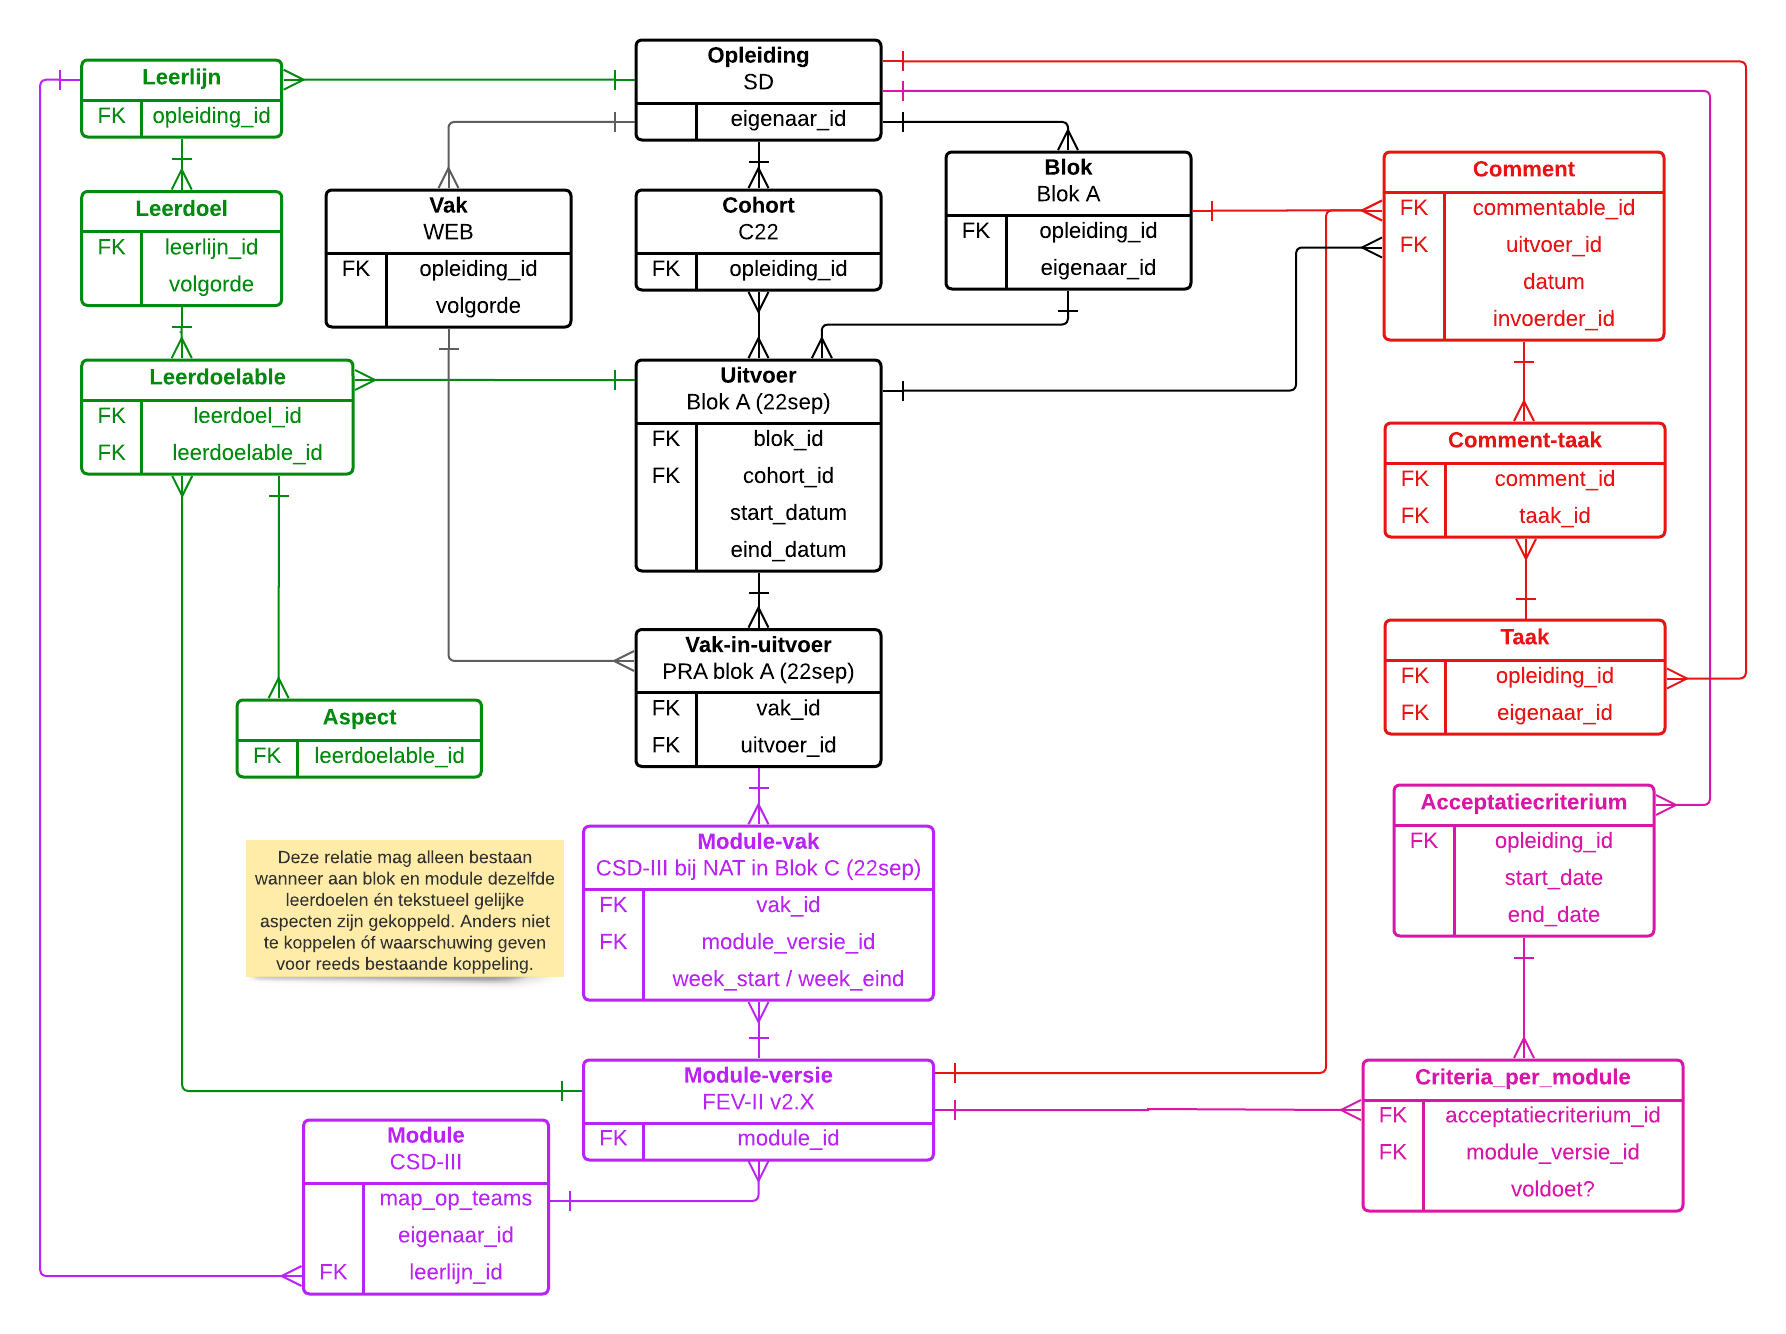 Opleiding
SD
eigenaar_id
Leerlijn
FK opleiding_id
Leerdoel
FK leerlijn_id
volgorde
Vak
WEB
FK opleiding_id
volgorde
Cohort
C22
FK opleiding_id
Blok
Blok A
FK opleiding_id
eigenaar_id
Comment
FK commentable_id
FK uitvoer_id
datum
invoerder_id
Leerdoelable
FK leerdoel_id
FK leerdoelable_id
Uitvoer
Blok A (22sep)
FK blok_id
FK cohort_id
start_datum
eind_datum
Comment-taak
FK comment_id
FK taak_id
Vak-in-uitvoer
PRA blok A (22sep)
FK vak_id
FK uitvoer_id
Taak
FK opleiding_id
FK eigenaar_id
Aspect
FK leerdoelable_id
Acceptatiecriterium
FK opleiding_id
start_date
end_date
Module-vak
CSD-III bij NAT in Blok C (22sep)
FK vak_id
FK module_versie_id
week_start / week_eind
Deze relatie mag alleen bestaan
wanneer aan blok en module dezelfde
leerdoelen én tekstueel gelijke
aspecten zijn gekoppeld. Anders niet
te koppelen óf waarschuwing geven
voor reeds bestaande koppeling.
Module-versie
FEV-II v2.X
FK module_id
Criteria_per_module
FK acceptatiecriterium_id
FK module_versie_id
voldoet?
Module
CSD-III
map_op_teams
eigenaar_id
FK leerlijn_id